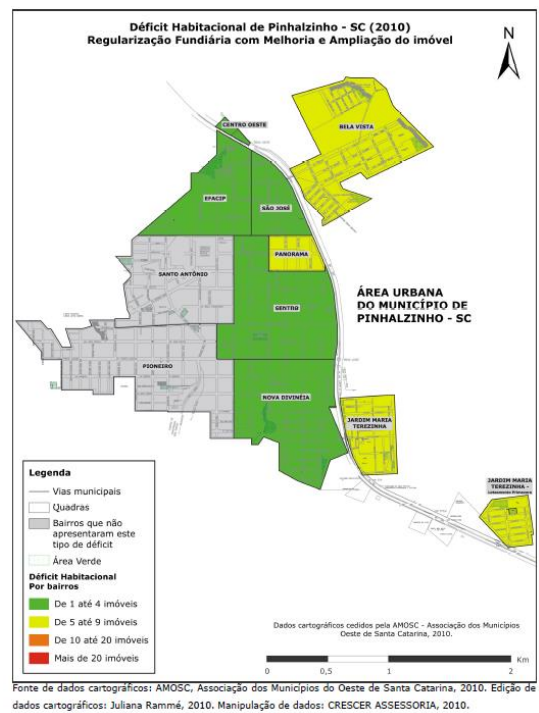 Déficit Habitacional de Pinhalzinho - SC (2010)
Regularização Fundiária com Melhoria e Ampliação do imóvel
N
CENTRO OESTE
BELA VISTA
EFACIP
SÃO JOSÉ
PANORAMA
SANTO ANTÔNIO
ÁREA URBANA
DO MUNICÍPIO DE
PINHALZINHO - SC
CENTRO
PIONEIRO
NOVA DIVINÉIA
JARDIM MARIA
TEREZINHA
JARDIM MARIA
TEREZINHA -
Legenda
Vias municipais
Quadras
Bairros que não
apresentaram este
tipo de déficit
Área Verde
Déficit Habitacional
Por bairros
De 1 até 4 imóveis
De 5 até 9 imóveis
De 10 até 20 imóveis
Mais de 20 imóveis
Dados cartográficos cedidos pela AMOSC - Associação dos Municípios
Oeste de Santa Catarina, 2010.
Km
0 0,5 1 2
Fonte de dados cartográficos: AMOSC, Associação dos Municípios do Oeste de Santa Catarina, 2010. Edição de
dados cartográficos: Juliana Rammé, 2010. Manipulação de dados: CRESCER ASSESSORIA, 2010.